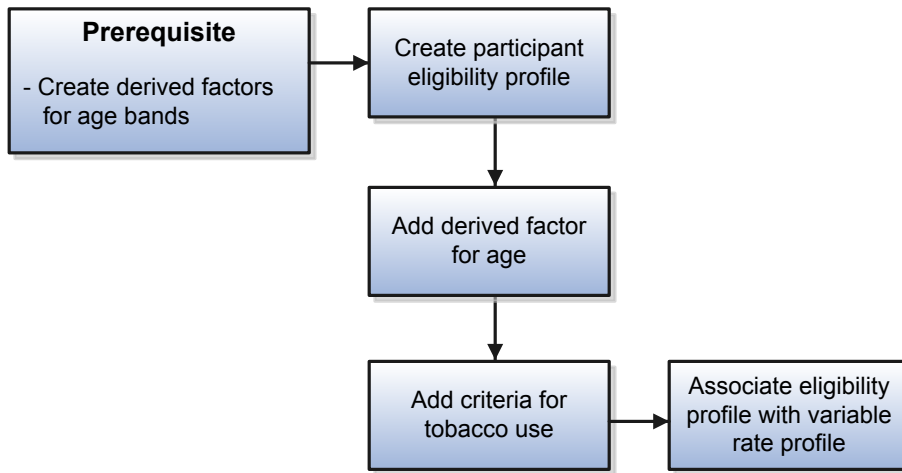 Prerequisite
- Create derived factors
for age bands
Create participant
eligibility profile
Add derived factor
for age
Add criteria for
tobacco use
Associate eligibility
profile with variable
rate profile